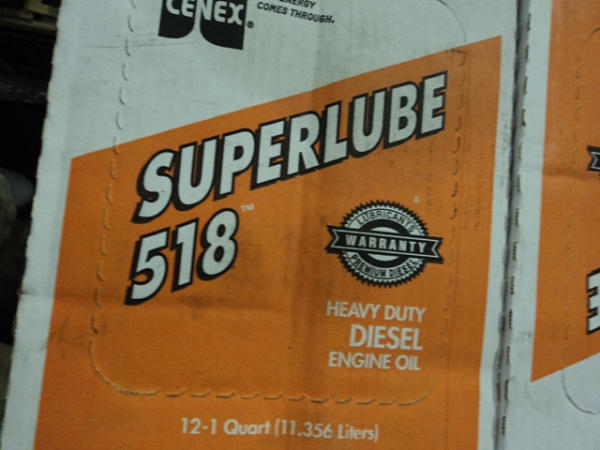 CENEX®
COMES THROUGH.
SUPERLUBE
518™
LUBRICANTS
WARRANTY
PREMIUM DIESEL
HEAVY DUTY
DIESEL
ENGINE OIL
12-1 Quart (11.356 Liters)